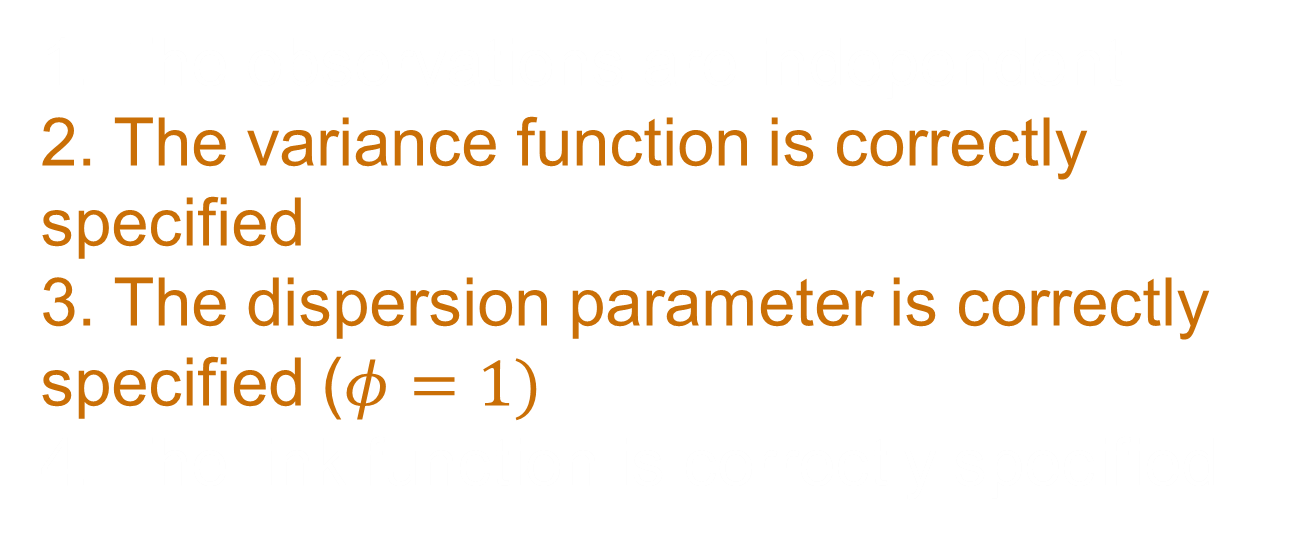 2. The variance function is correctly
specified
3. The dispersion parameter is correctly
specified (𝜙 = 1)